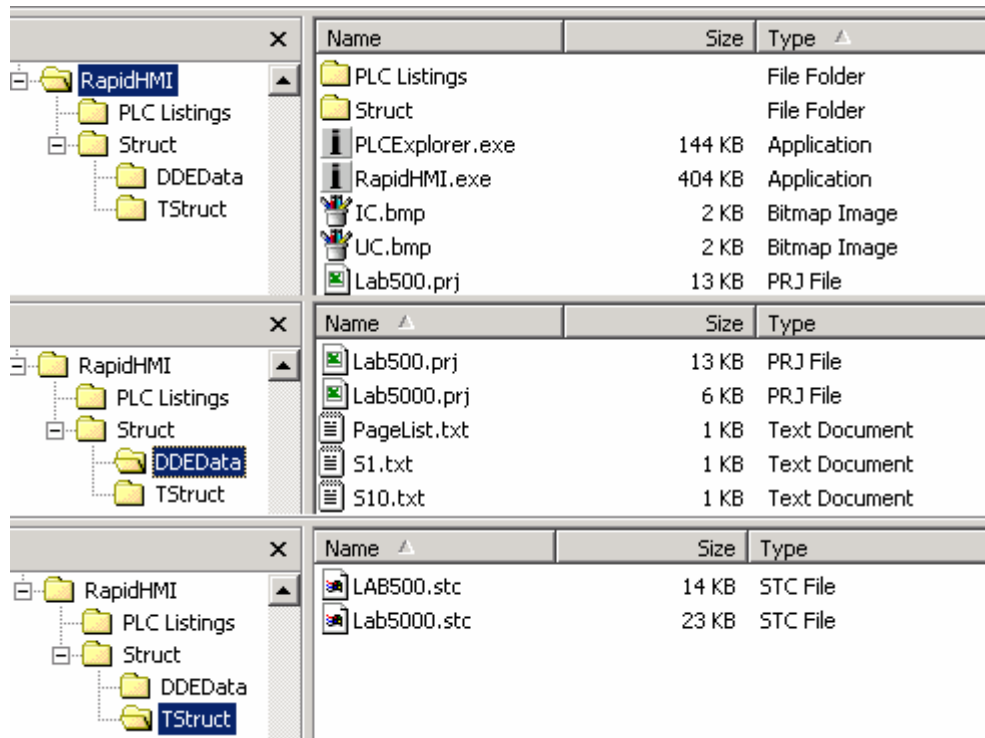 Name Size Type
RapidHMI
PLC Listings
Struct
DDEData
TStruct
PLC Listings File Folder
Struct File Folder
PLCExplorer.exe 144 KB Application
RapidHMI.exe 404 KB Application
IC.bmp 2 KB Bitmap Image
UC.bmp 2 KB Bitmap Image
Lab500.prj 13 KB PRJ File
Name Size Type
RapidHMI
PLC Listings
Struct
DDEData
TStruct
Lab500.prj 13 KB PRJ File
Lab5000.prj 6 KB PRJ File
PageList.txt 1 KB Text Document
S1.txt 1 KB Text Document
S10.txt 1 KB Text Document
Name Size Type
RapidHMI
PLC Listings
Struct
DDEData
TStruct
LAB500.stc 14 KB STC File
Lab5000.stc 23 KB STC File